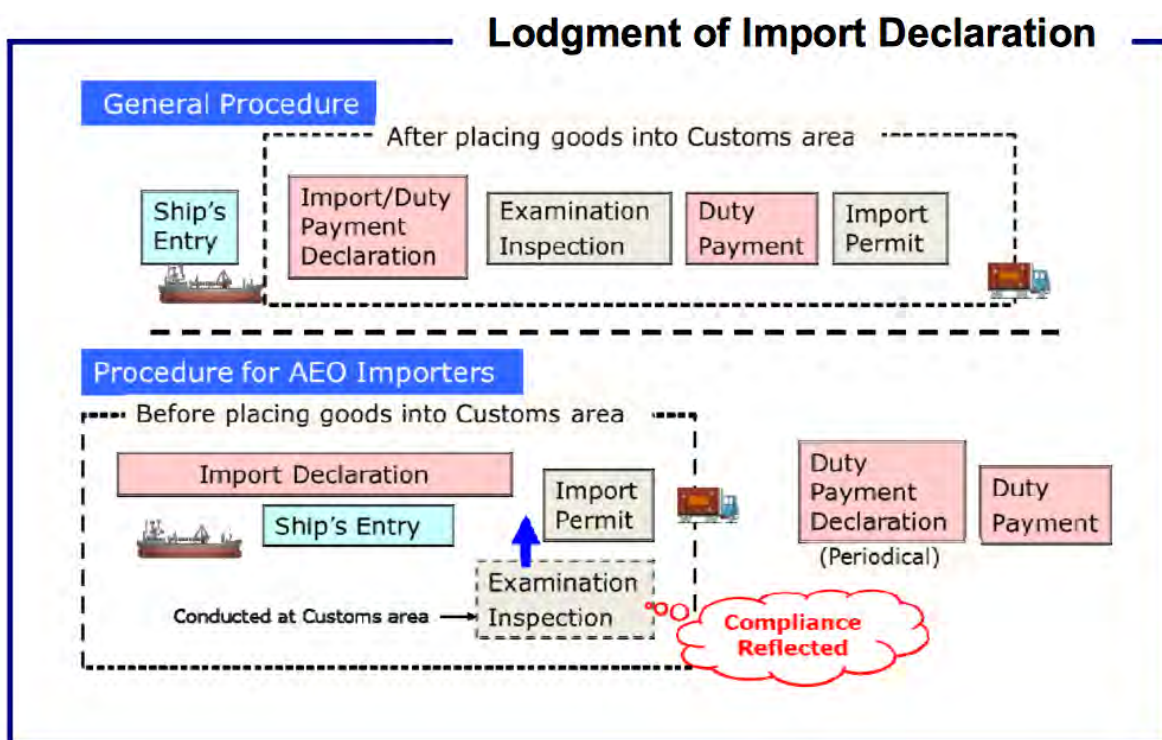 Lodgment of Import Declaration
General Procedure
After placing goods into Customs area
Ship's
Entry
Import/Duty
Payment
Declaration
Examination
Inspection
Duty
Payment
Import
Permit
Procedure for AEO Importers
Before placing goods into Customs area
Import Declaration
Ship's Entry
Import
Permit
Examination
Inspection
Conducted at Customs area
Duty
Payment
Declaration
(Periodical)
Duty
Payment
Compliance
Reflected